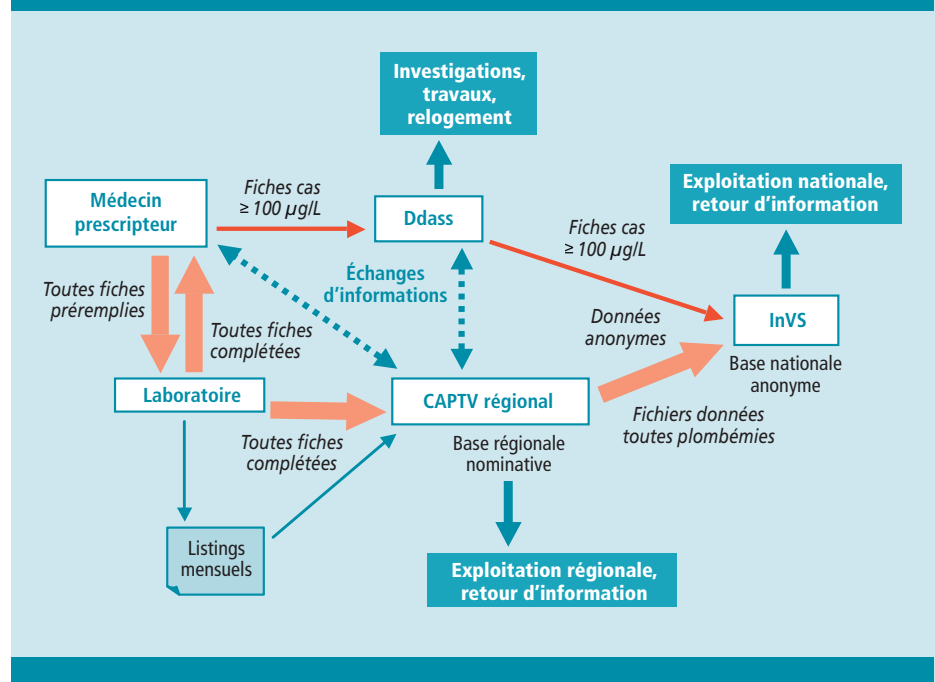 Investigations,
travaux,
relogement
Exploitation nationale,
retour d'information
Médecin
prescripteur
Fiches cas
≥ 100 µg/L
Ddass
Fiches cas
≥ 100 µg/L
Échanges
d'informations
Toutes fiches
préremplies
Toutes fiches
complétées
Données
anonymes
InVS
Base nationale
anonyme
Laboratoire
CAPTV régional
Toutes fiches
complétées
Base régionale
nominative
Fichiers données
toutes plombémies
Listings
mensuels
Exploitation régionale,
retour d'information